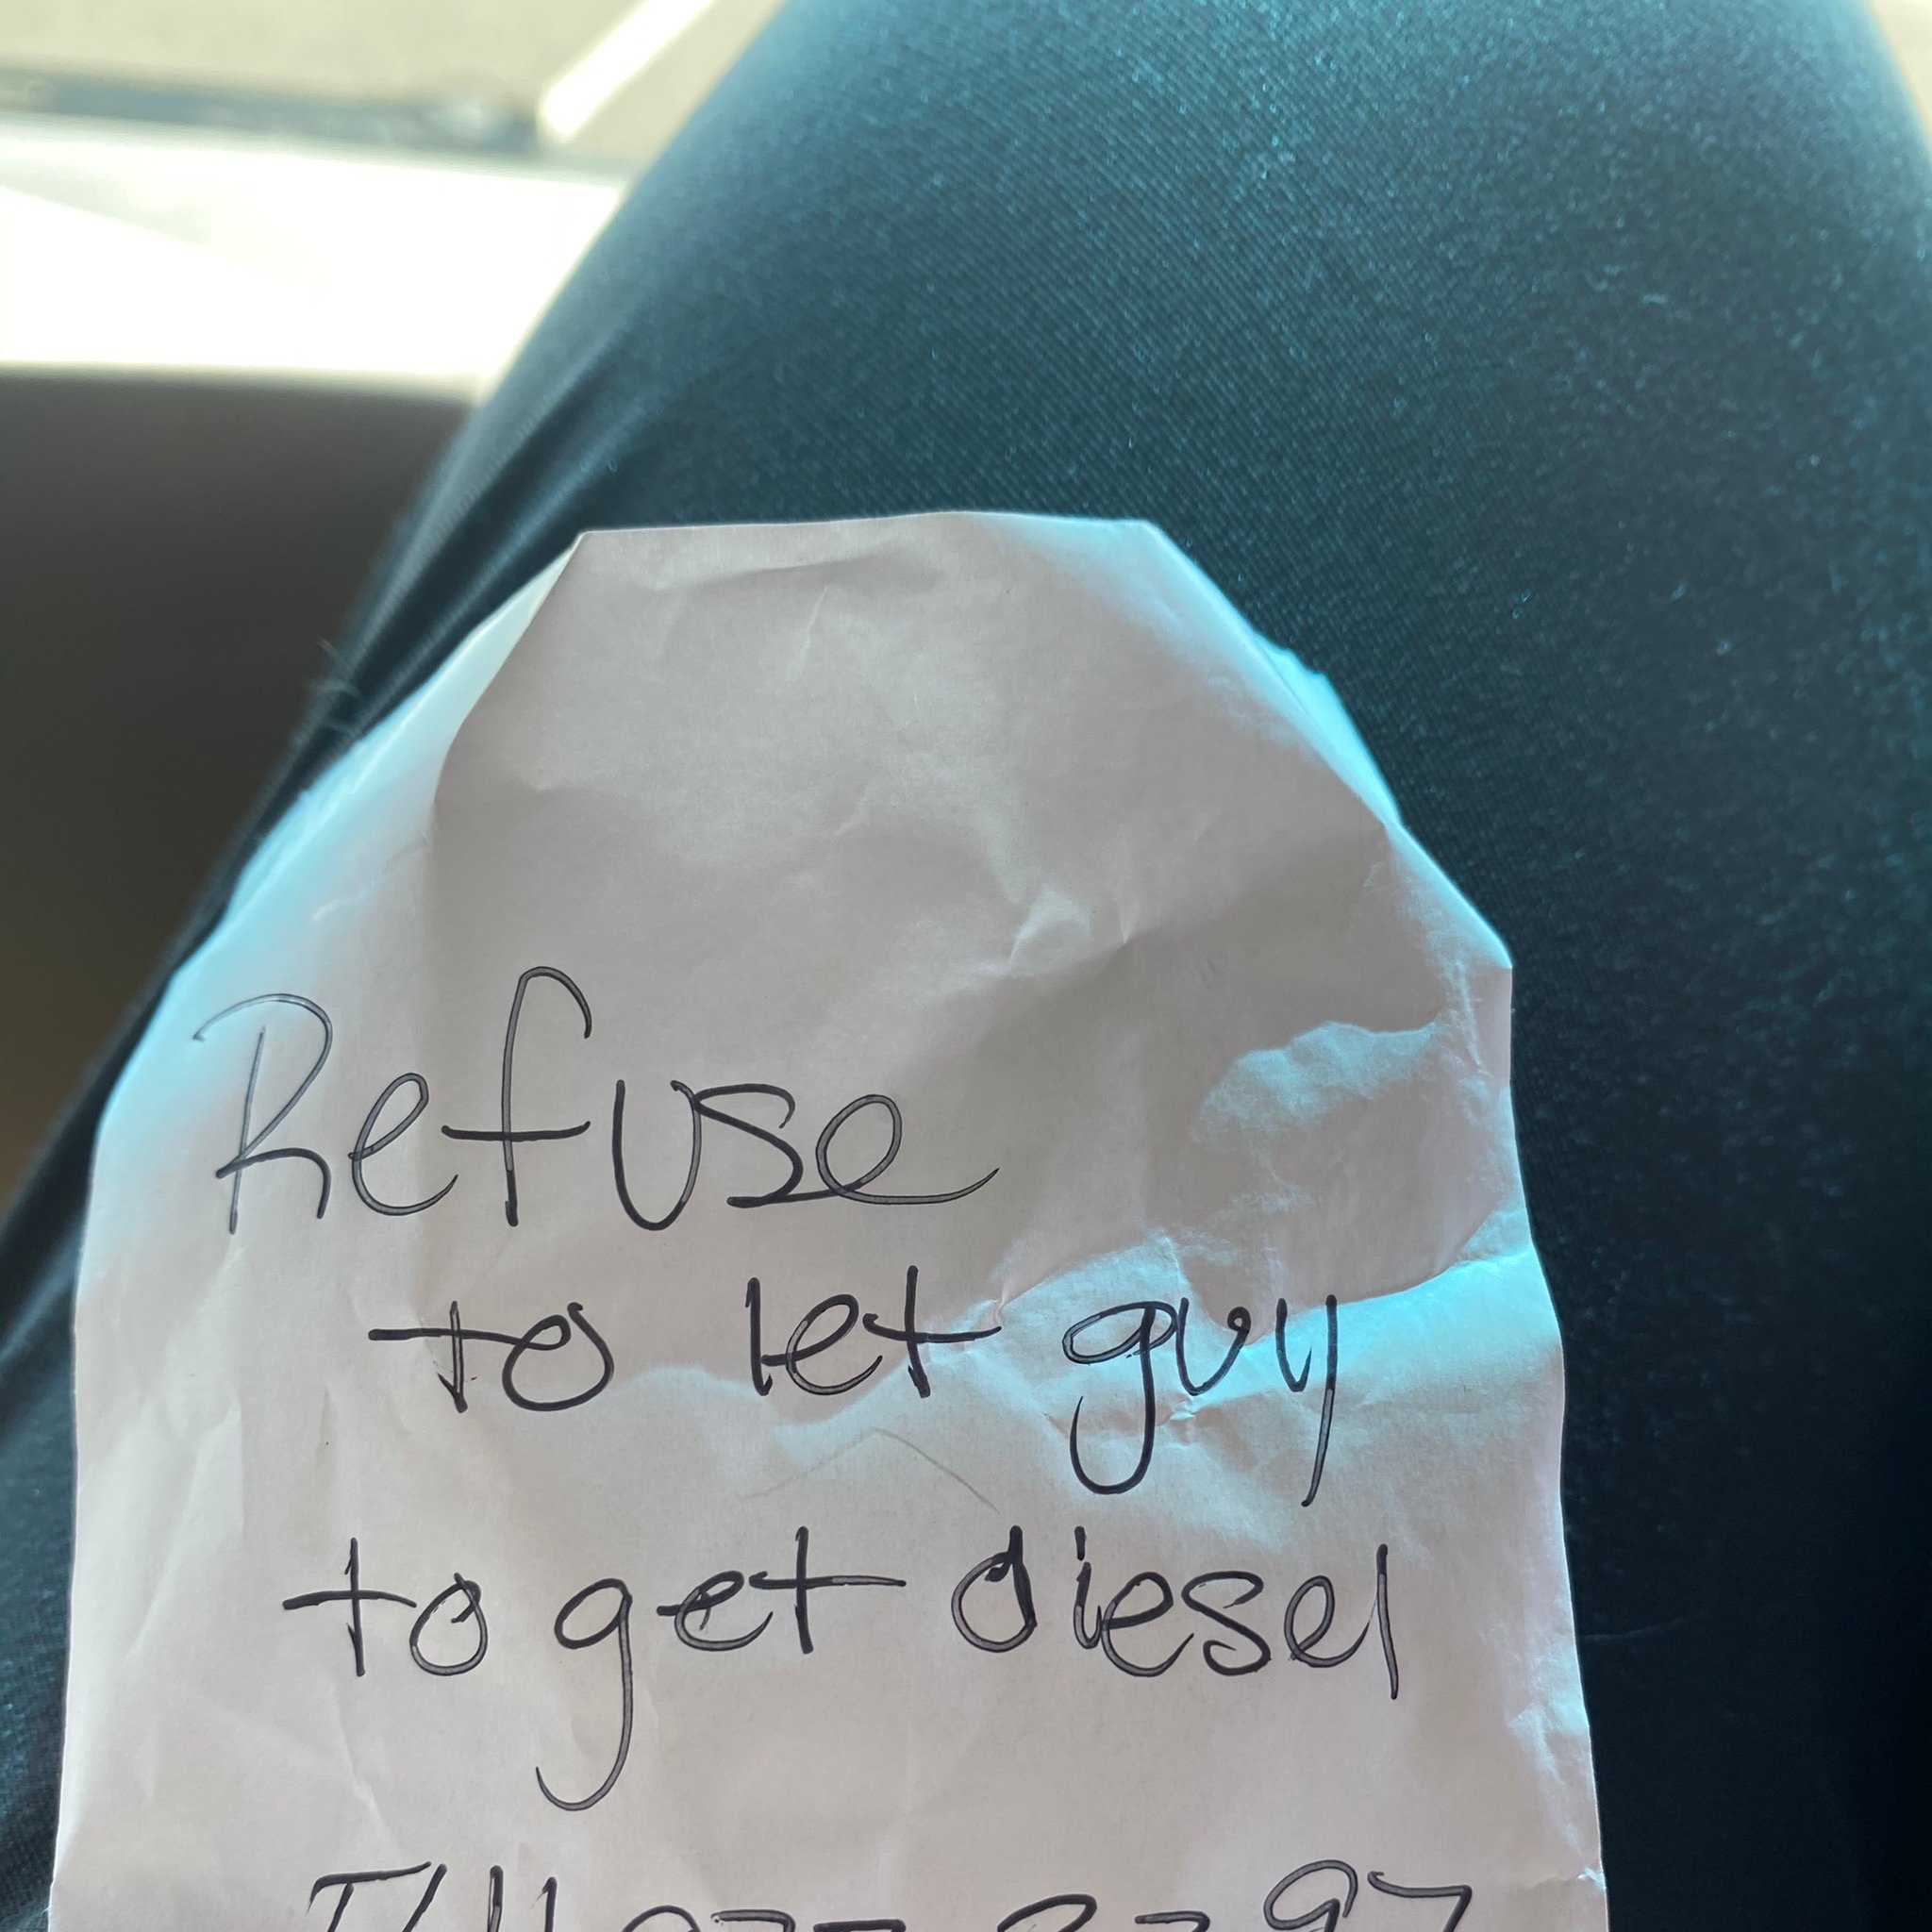 Refuse
to let guy
to get diesel